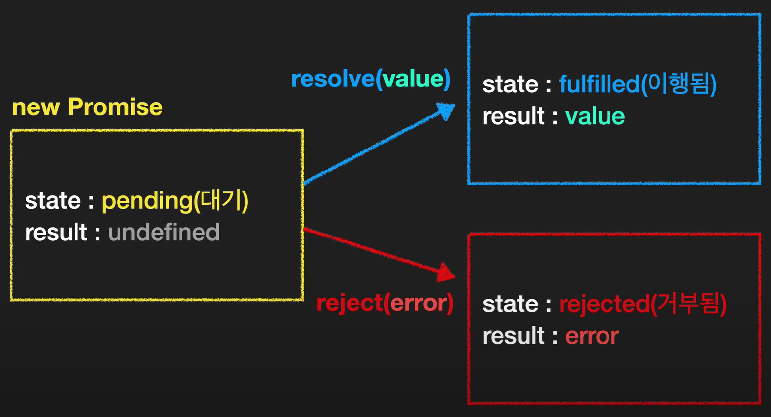 new Promise
state : pending(대기)
result : undefined
resolve(value)
state : fulfilled(이행됨)
result : value
reject(error)
state : rejected(거부됨)
result : error